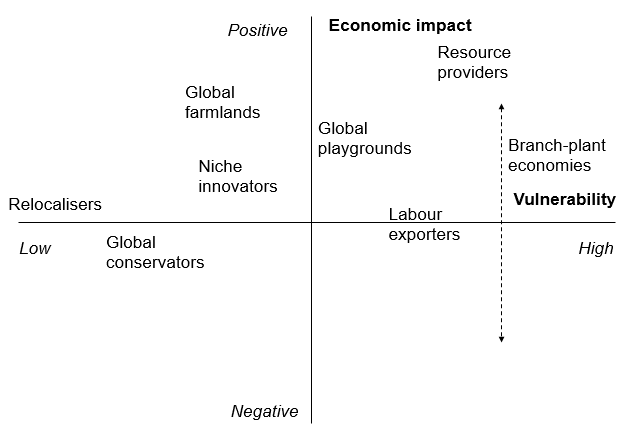 Positive
Economic impact
Resource
providers
Global
farmlands
Global
playgrounds
Branch-plant
economies
Niche
innovators
Relocalisers
Vulnerability
Labour
exporters
Low
Global
conservators
High
Negative